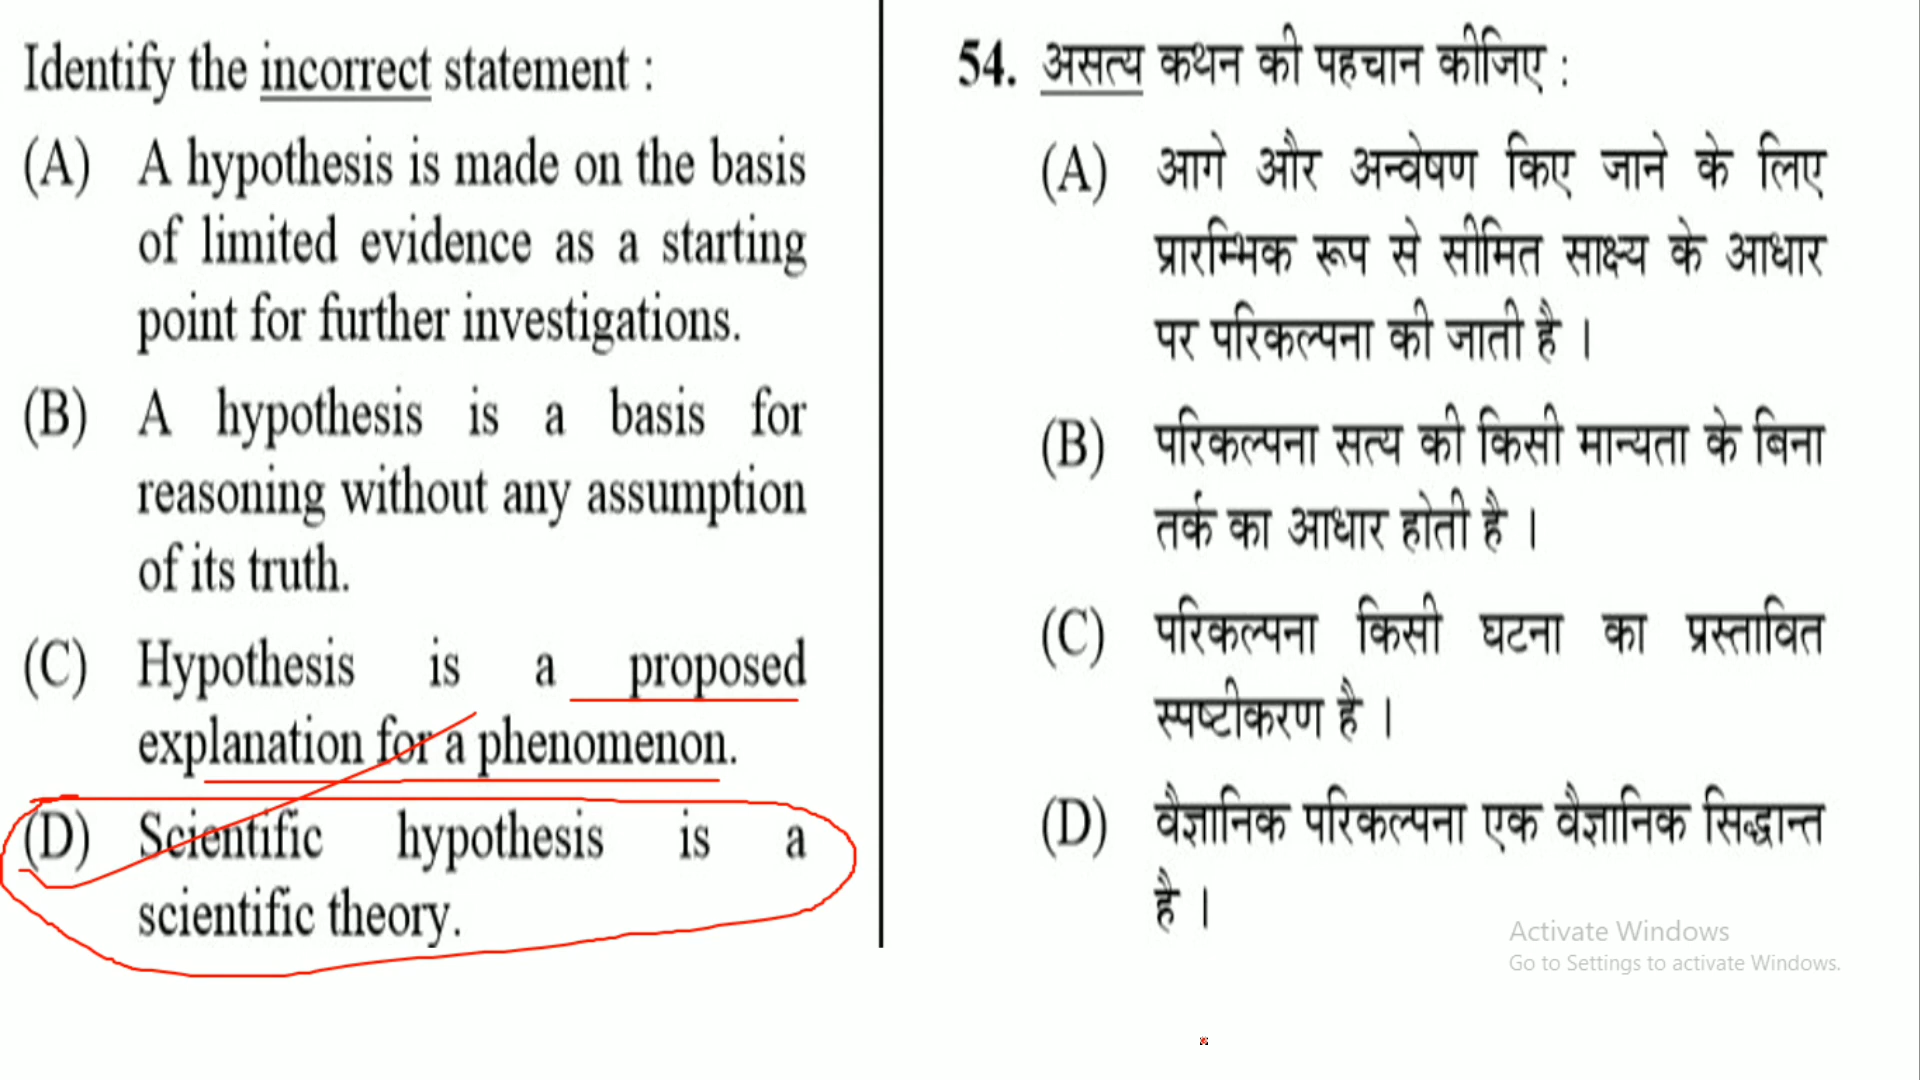 Identify the incorrect statement :
(A) A hypothesis is made on the basis
of limited evidence as a starting
point for further investigations.
(B) A hypothesis is a basis for
reasoning without any assumption
of its truth.
(C) Hypothesis is a proposed
explanation for a phenomenon.
(D) Scientific hypothesis is a
scientific theory.
54. असत्य कथन की पहचान कीजिए :
(A) आगे और अन्वेषण किए जाने के लिए
प्रारम्भिक रूप से सीमित साक्ष्य के आधार
पर परिकल्पना की जाती है ।
(B) परिकल्पना सत्य की किसी मान्यता के बिना
तर्क का आधार होती है ।
(C) परिकल्पना किसी घटना का प्रस्तावित
स्पष्टीकरण है ।
(D) वैज्ञानिक परिकल्पना एक वैज्ञानिक सिद्धान्त
है ।
Activate Windows
Go to Settings to activate Windows.